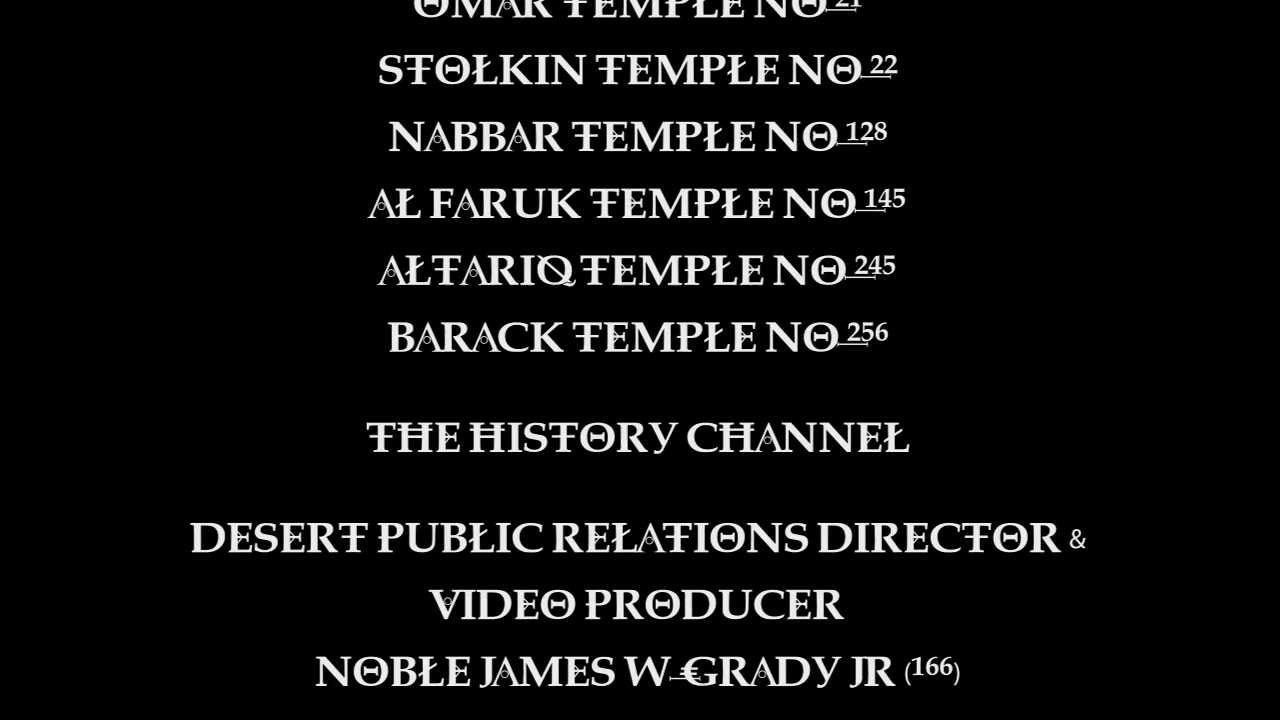 OMAR TEMPLE NO. 21
STOLKIN TEMPLE NO. 22
NABBAR TEMPLE NO. 128
AL FARUK TEMPLE NO. 145
ALTARIQ TEMPLE NO. 245
BARACK TEMPLE NO. 256
THE HISTORY CHANNEL
DESERT PUBLIC RELATIONS DIRECTOR &
VIDEO PRODUCER
NOBLE JAMES W. GRADY JR (166)